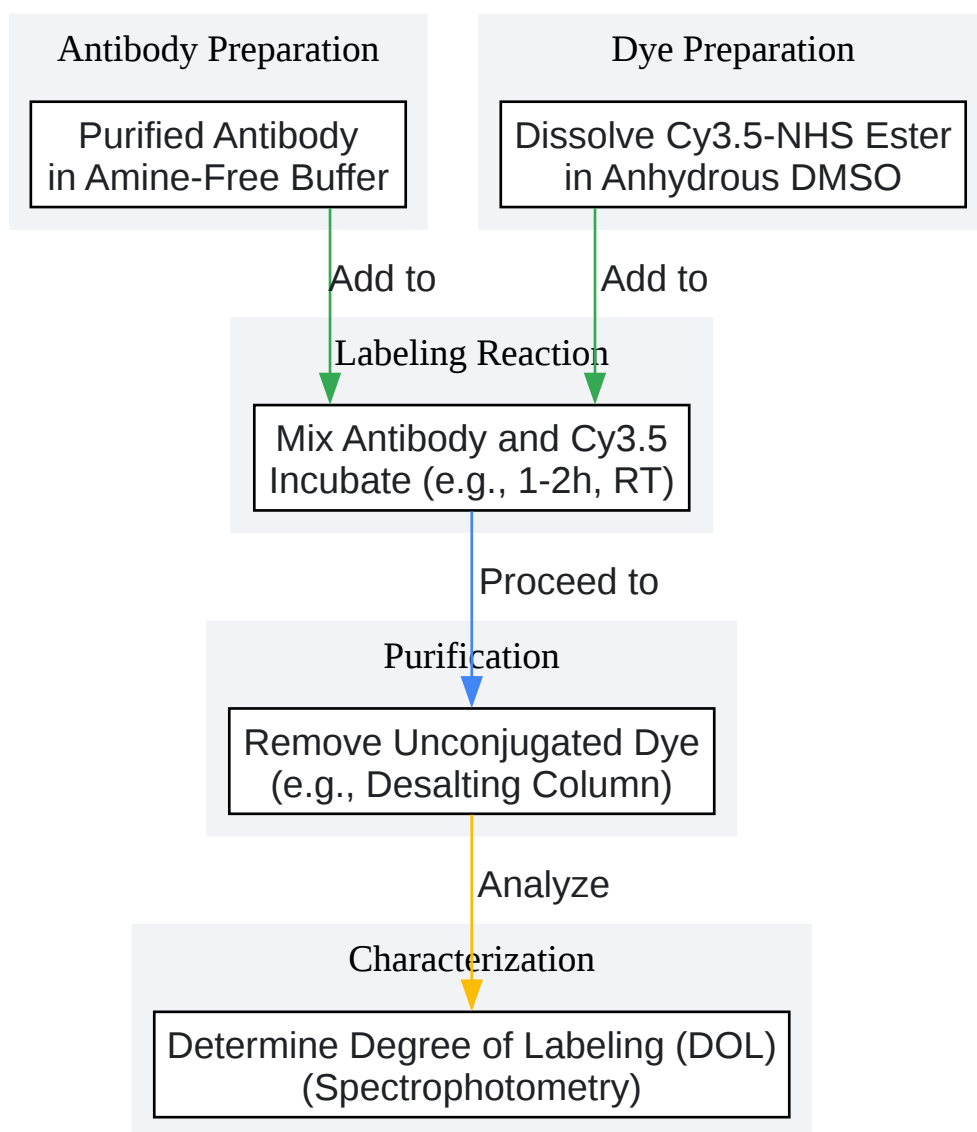 Antibody Preparation
Purified Antibody
in Amine-Free Buffer
Dye Preparation
Dissolve Cy3.5-NHS Ester
in Anhydrous DMSO
Add to
Add to
Labeling Reaction
Mix Antibody and Cy3.5
Incubate (e.g., 1-2h, RT)
Proceed to
Purification
Remove Unconjugated Dye
(e.g., Desalting Column)
Analyze
Characterization
Determine Degree of Labeling (DOL)
(Spectrophotometry)